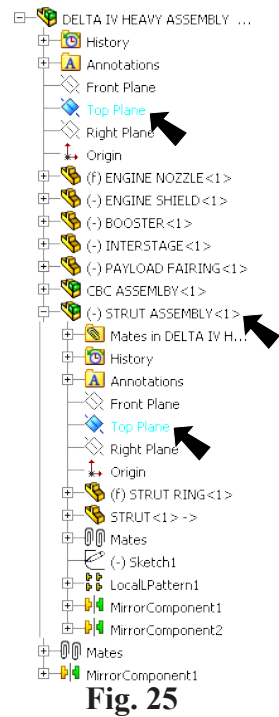 DELTA IV HEAVY ASSEMBLY ...
History
Annotations
Front Plane
Top Plane
Right Plane
Origin
(f) ENGINE NOZZLE<1>
(-) ENGINE SHIELD<1>
(-) BOOSTER<1>
(-) INTERSTAGE<1>
(-) PAYLOAD FAIRING<1>
CBC ASSEMLBY<1>
(-) STRUT ASSEMBLY<1>
Mates in DELTA IV H...
History
Annotations
Front Plane
Top Plane
Right Plane
Origin
(f) STRUT RING<1>
STRUT<1> ->
Mates
(-) Sketch1
LocalLPattern1
MirrorComponent1
MirrorComponent2
Mates
MirrorComponent1
Fig. 25